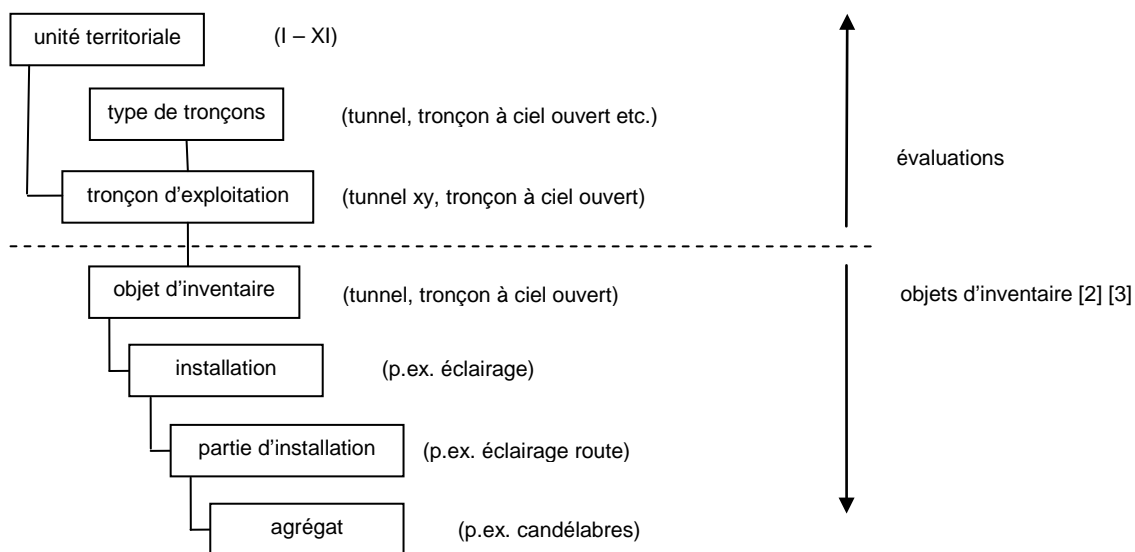 unité territoriale (I – XI)
type de tronçons (tunnel, tronçon à ciel ouvert etc.)
évaluations
tronçon d'exploitation (tunnel xy, tronçon à ciel ouvert)
objet d'inventaire (tunnel, tronçon à ciel ouvert)
objets d'inventaire [2] [3]
installation (p.ex. éclairage)
partie d'installation (p.ex. éclairage route)
agrégat (p.ex. candélabres)